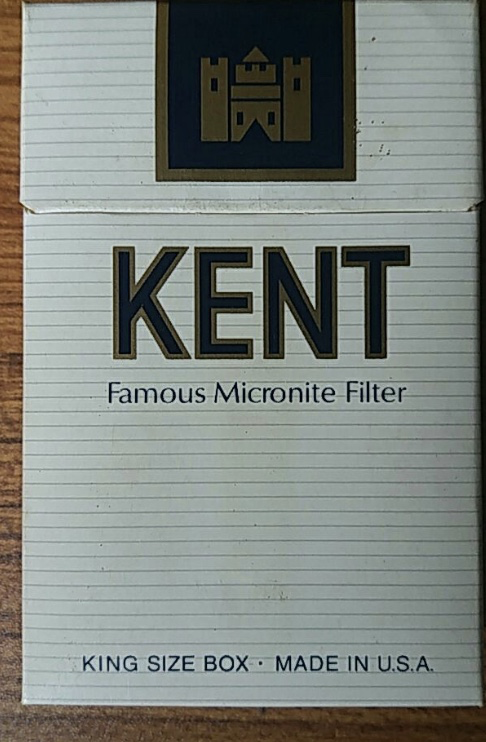 KENT
Famous Micronite Filter
KING SIZE BOX · MADE IN U.S.A.